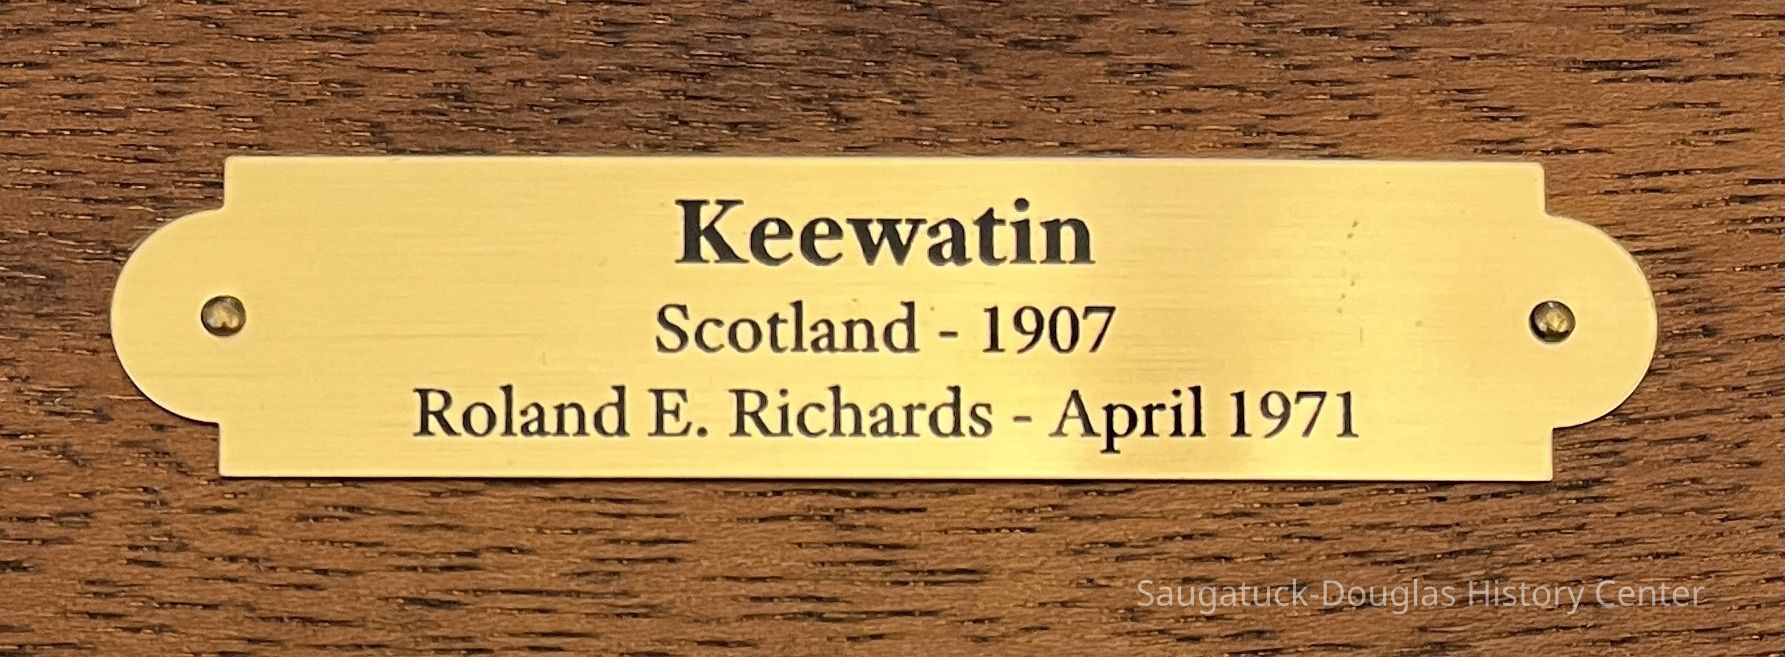 Keewatin
Scotland - 1907
Roland E. Richards - April 1971
Saugatuck-Douglas History Center